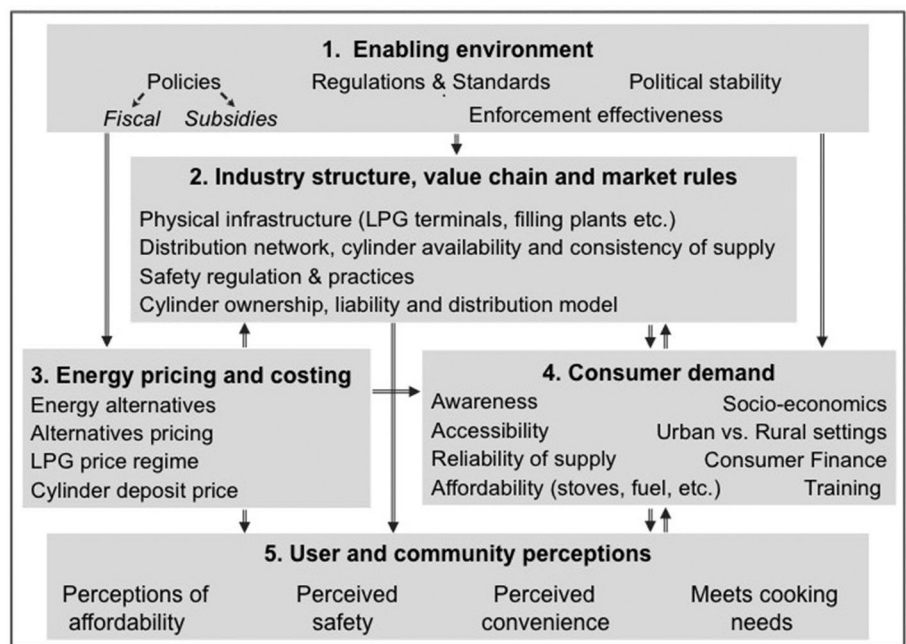 1. Enabling environment
Policies Regulations & Standards Political stability
Fiscal Subsidies Enforcement effectiveness
2. Industry structure, value chain and market rules
Physical infrastructure (LPG terminals, filling plants etc.)
Distribution network, cylinder availability and consistency of supply
Safety regulation & practices
Cylinder ownership, liability and distribution model
3. Energy pricing and costing
Energy alternatives
Alternatives pricing
LPG price regime
Cylinder deposit price
4. Consumer demand
Awareness Socio-economics
Accessibility Urban vs. Rural settings
Reliability of supply Consumer Finance
Affordability (stoves, fuel, etc.) Training
5. User and community perceptions
Perceptions of affordability
Perceived safety
Perceived convenience
Meets cooking needs